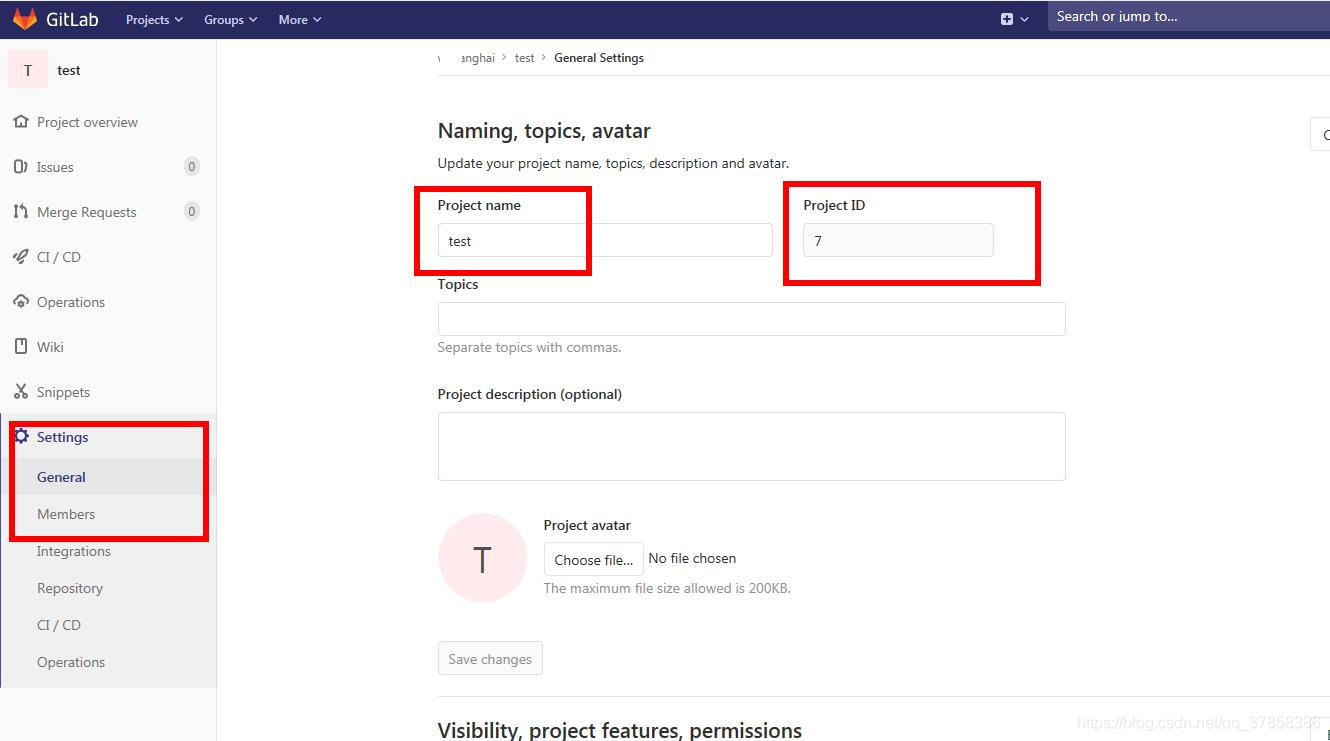 GitLab Projects Groups More Search or jump to...
T test
anghai > test > General Settings
Project overview
Issues 0
Merge Requests 0
CI / CD
Operations
Wiki
Snippets
Settings
General
Members
Integrations
Repository
CI / CD
Operations
Naming, topics, avatar
Update your project name, topics, description and avatar.
Project name
test
Project ID
7
Topics
Separate topics with commas.
Project description (optional)
T
Project avatar
Choose file... No file chosen
The maximum file size allowed is 200KB.
Save changes
Visibility, project features, permissions
https://blog.csdn.net/qq_37858386